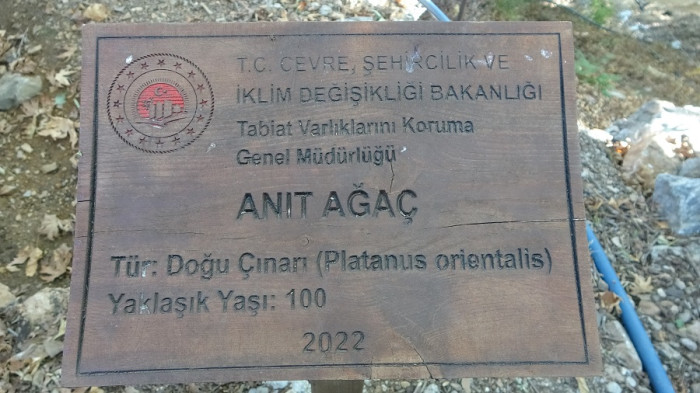 T.C. ÇEVRE, ŞEHİRCİLİK VE
İKLİM DEĞİŞİKLİĞİ BAKANLIĞI
Tabiat Varlıklarını Koruma
Genel Müdürlüğü
ANIT AĞAÇ
Tür: Doğu Çınarı (Platanus orientalis)
Yaklaşık Yaşı: 100
2022